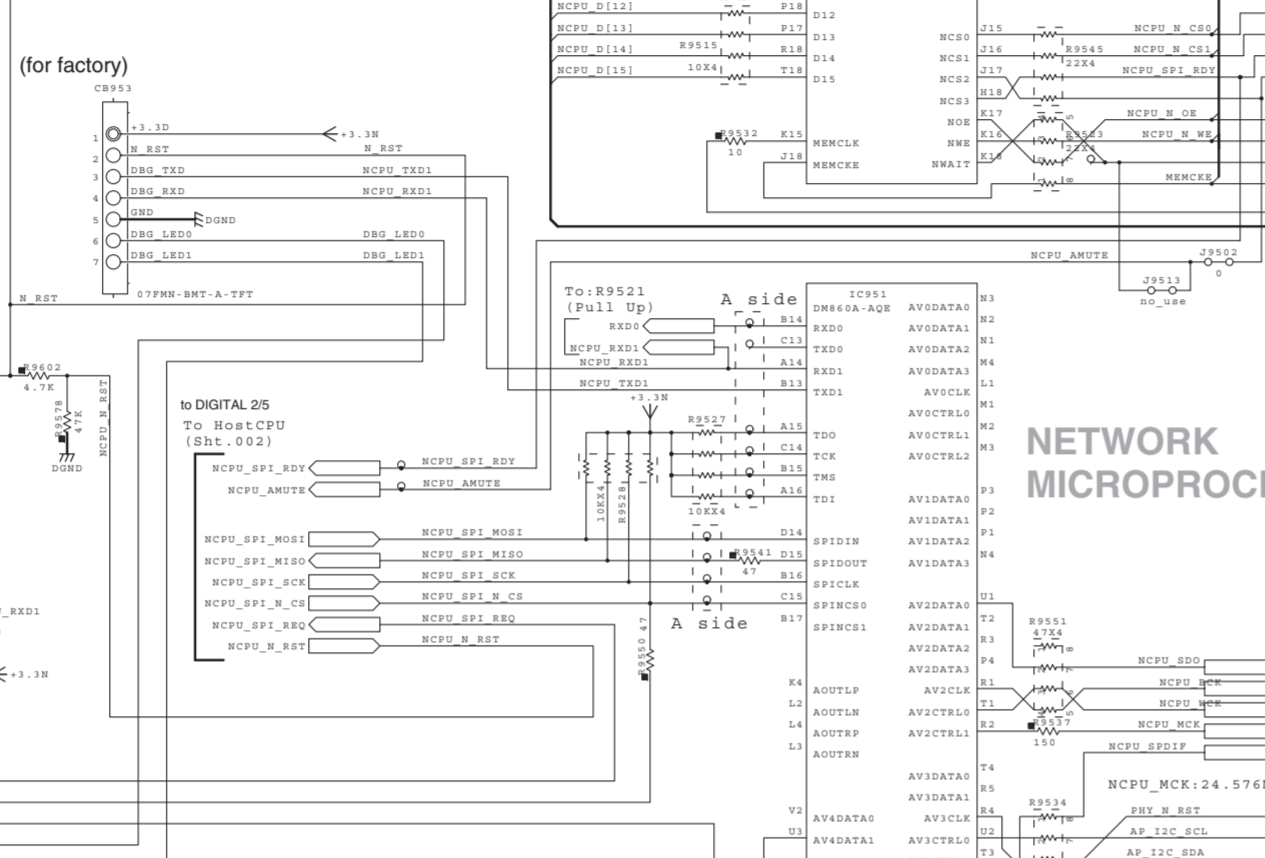 NCPU_D[12] P18 D12
NCPU_D[13] P17 D13
NCPU_D[14] R18 D14
NCPU_D[15] T18 D15
R9515
10X4
NCS0 J15 NCPU_N_CS0
NCS1 J16 NCPU_N_CS1
R9545
22X4
NCS2 J17 NCPU_SPI_RDY
NCS3 H18
NOE K17 NCPU_N_OE
NWE K16 NCPU_N_WE
R9523
22X4
NWAIT
MEMCKE
5
8
R9532
10
K15 MEMCLK
J18 MEMCKE
(for factory)
CB953
1 +3.3D +3.3N
2 N_RST N_RST
3 DBG_TXD NCPU_TXD1
4 DBG_RXD NCPU_RXD1
5 GND DGND
6 DBG_LED0 DBG_LED0
7 DBG_LED1 DBG_LED1
07FMN-BMT-A-TFT
N_RST
NCPU_AMUTE
J9502
0
J9513
no_use
To:R9521
(Pull Up)
A side
RXD0
NCPU_RXD1
NCPU_RXD1
NCPU_TXD1
+3.3N
IC951
DM860A-AQE
B14 RXD0
C13 TXD0
A14 RXD1
B13 TXD1
A15 TDO
C14 TCK
B15 TMS
A16 TDI
D14 SPIDIN
D15 SPIDOUT
B16 SPICLK
C15 SPINCS0
B17 SPINCS1
K4 AOUTLP
L2 AOUTLN
L4 AOUTRP
L3 AOUTRN
V2 AV4DATA0
U3 AV4DATA1
AV0DATA0 N3
AV0DATA1 N2
AV0DATA2 N1
AV0DATA3 M4
AV0CLK L1
AV0CTRL0 M1
AV0CTRL1 M2
AV0CTRL2 M3
AV1DATA0 P3
AV1DATA1 P2
AV1DATA2 P1
AV1DATA3 N4
AV2DATA0 U1
AV2DATA1 T2
AV2DATA2 R3
AV2DATA3 P4
AV2CLK R1
AV2CTRL0 T1
AV2CTRL1 R2
AV3DATA0 T4
AV3DATA1 R5
AV3CLK R4
AV3CTRL0 U2
T3
R9527
10KX4
10KX4
R9528
R9541
47
A side
R9550 47
R9602
4.7K
R9578
47K
DGND
NCPU_N_RST
to DIGITAL 2/5
To HostCPU
(Sht.002)
NCPU_SPI_RDY NCPU_SPI_RDY
NCPU_AMUTE NCPU_AMUTE
NCPU_SPI_MOSI NCPU_SPI_MOSI
NCPU_SPI_MISO NCPU_SPI_MISO
NCPU_SPI_SCK NCPU_SPI_SCK
NCPU_SPI_N_CS NCPU_SPI_N_CS
NCPU_SPI_REQ NCPU_SPI_REQ
NCPU_N_RST NCPU_N_RST
_RXD1
+3.3N
NETWORK
MICROPROC
R9551
47X4
8
7
6
5
NCPU_SDO
NCPU_BCK
NCPU_WCK
R9537
150
NCPU_MCK
NCPU_SPDIF
NCPU_MCK:24.576
R9534
8
7
PHY_N_RST
AP_I2C_SCL
AP_I2C_SDA